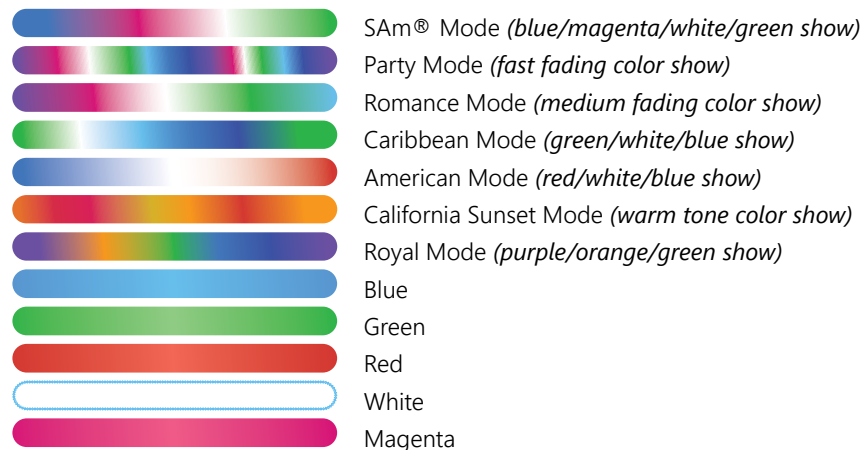 SAm® Mode (blue/magenta/white/green show)
Party Mode (fast fading color show)
Romance Mode (medium fading color show)
Caribbean Mode (green/white/blue show)
American Mode (red/white/blue show)
California Sunset Mode (warm tone color show)
Royal Mode (purple/orange/green show)
Blue
Green
Red
White
Magenta